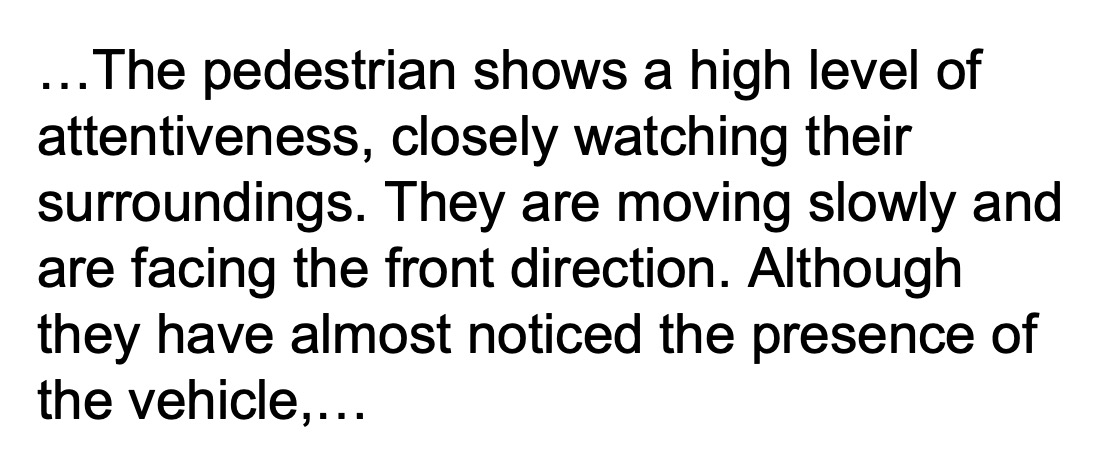 …The pedestrian shows a high level of
attentiveness, closely watching their
surroundings. They are moving slowly and
are facing the front direction. Although
they have almost noticed the presence of
the vehicle,…